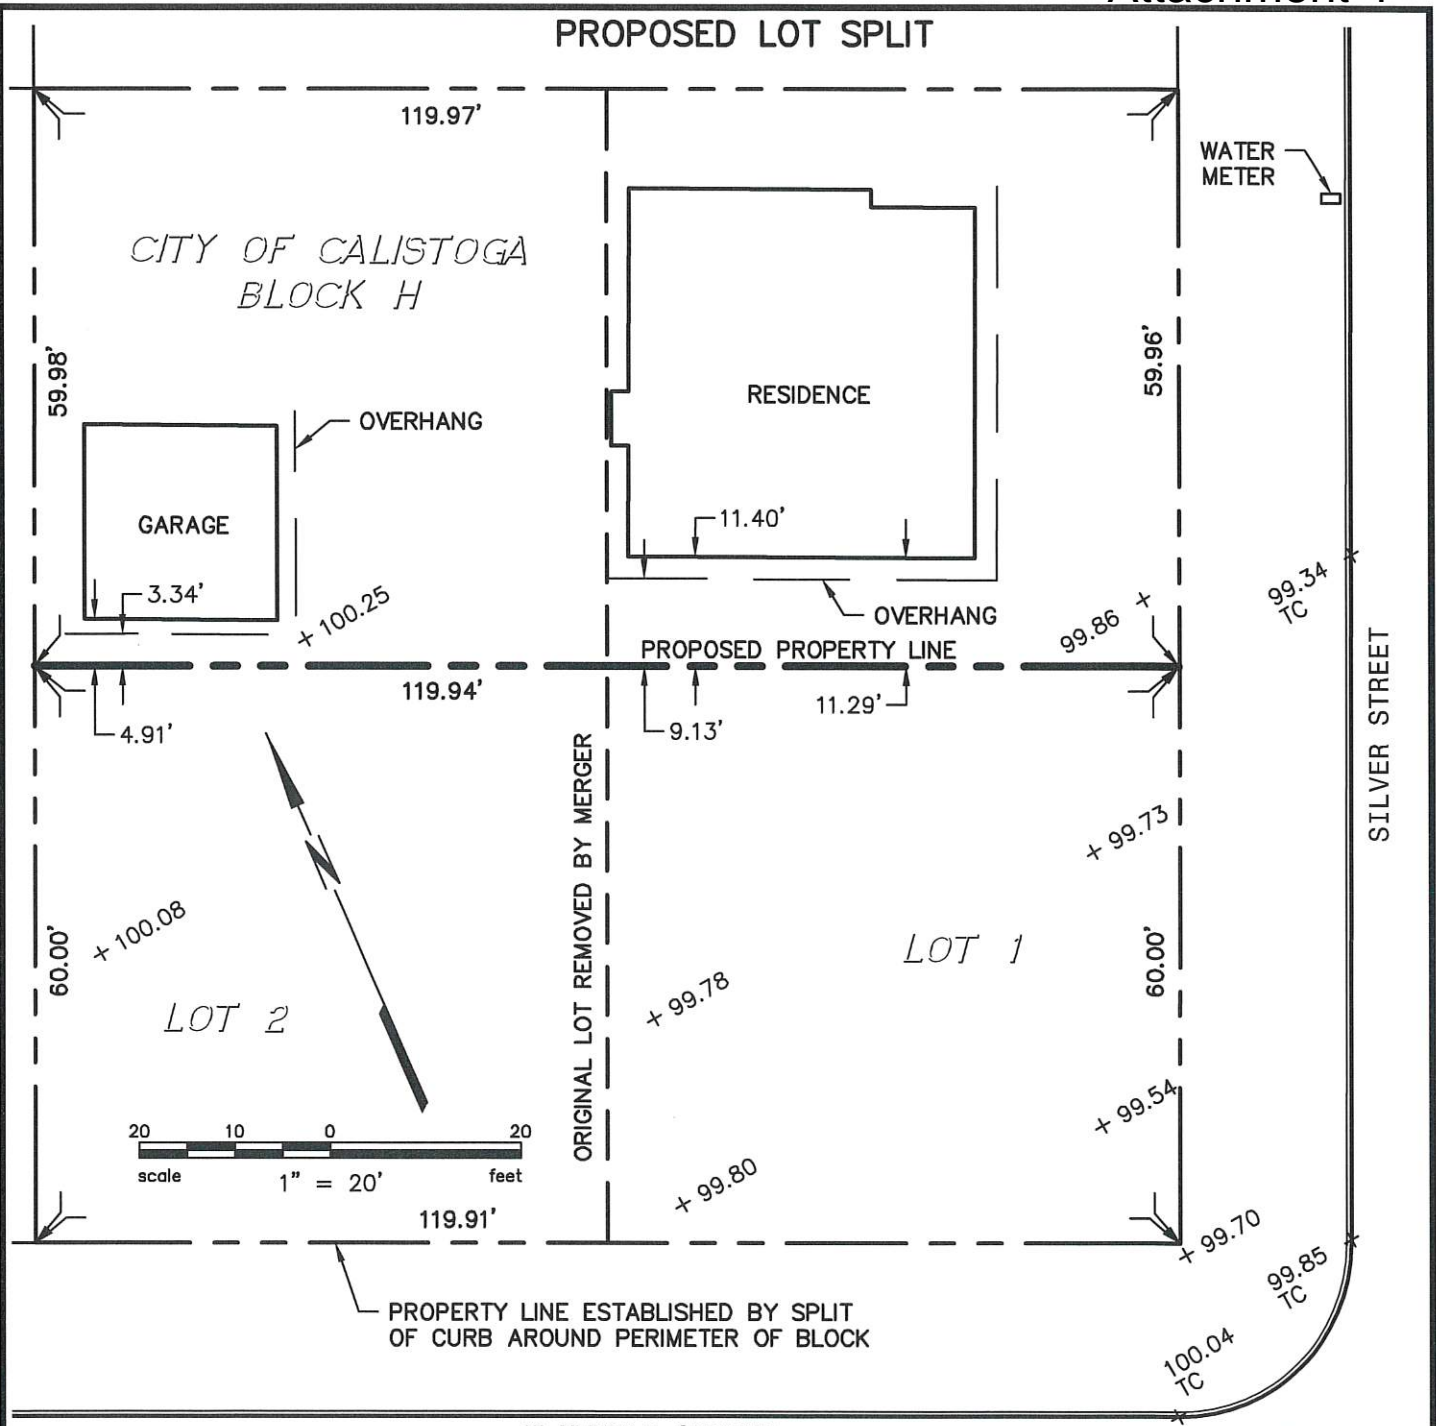 PROPOSED LOT SPLIT
119.97'
WATER
METER
CITY OF CALISTOGA
BLOCK H
59.98'
59.96'
RESIDENCE
OVERHANG
GARAGE
11.40'
3.34'
+ 100.25
OVERHANG
99.86 +
99.34
TC
PROPOSED PROPERTY LINE
119.94'
11.29'
4.91'
9.13'
SILVER STREET
ORIGINAL LOT REMOVED BY MERGER
+ 99.73
+ 100.08
60.00'
60.00'
LOT 1
LOT 2
+ 99.78
+ 99.54
20 10 0 20
scale feet
1" = 20'
+ 99.80
119.91'
+ 99.70
99.85
TC
PROPERTY LINE ESTABLISHED BY SPLIT
OF CURB AROUND PERIMETER OF BLOCK
100.04
TC